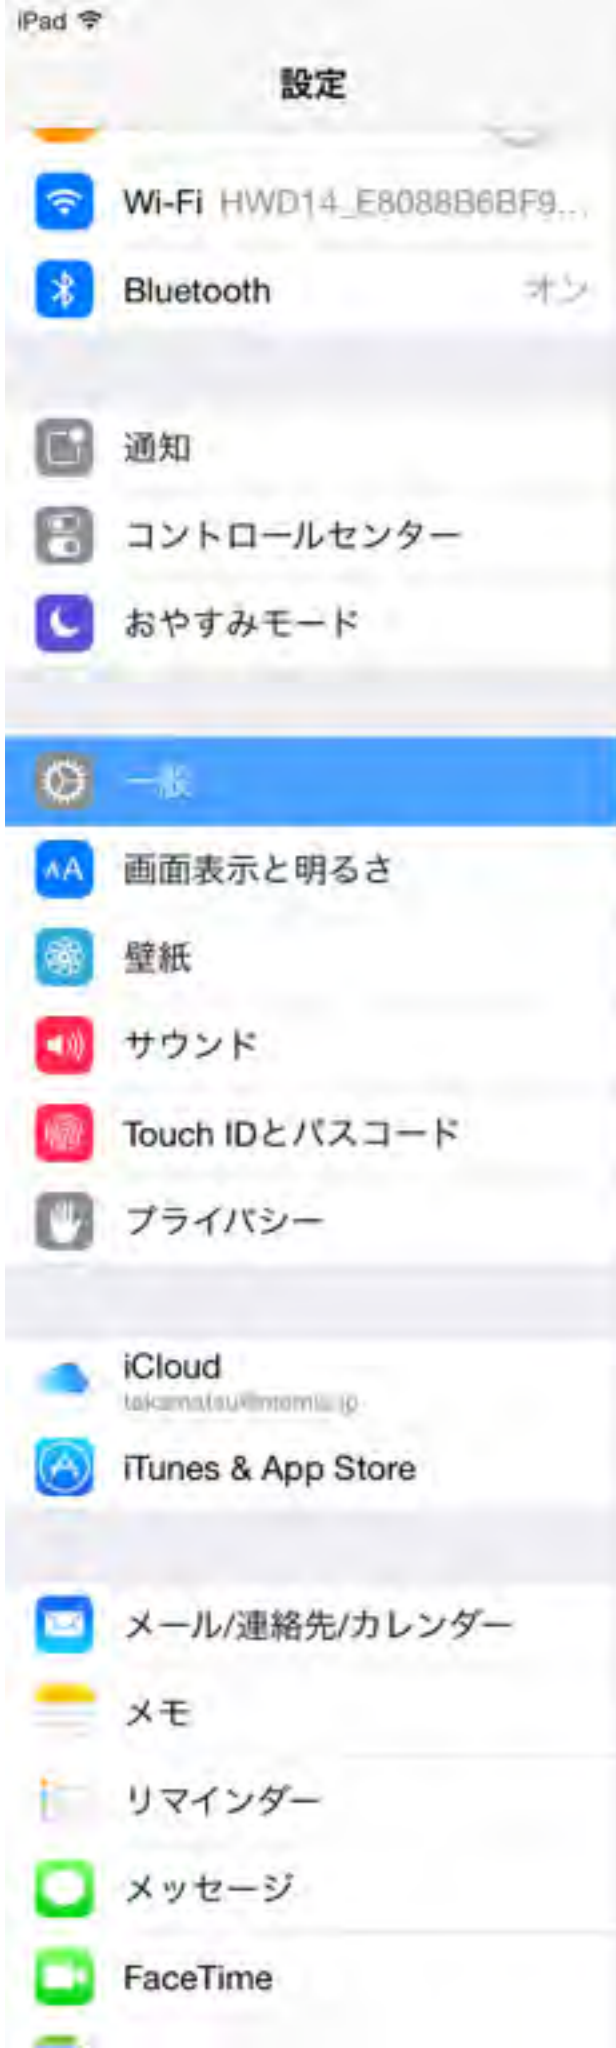 iPad
設定
Wi-Fi HWD14_E8088B6BF9...
Bluetooth オン
通知
コントロールセンター
おやすみモード
一般
画面表示と明るさ
壁紙
サウンド
Touch IDとパスコード
プライバシー
iCloud
iTunes & App Store
メール/連絡先/カレンダー
メモ
リマインダー
メッセージ
FaceTime